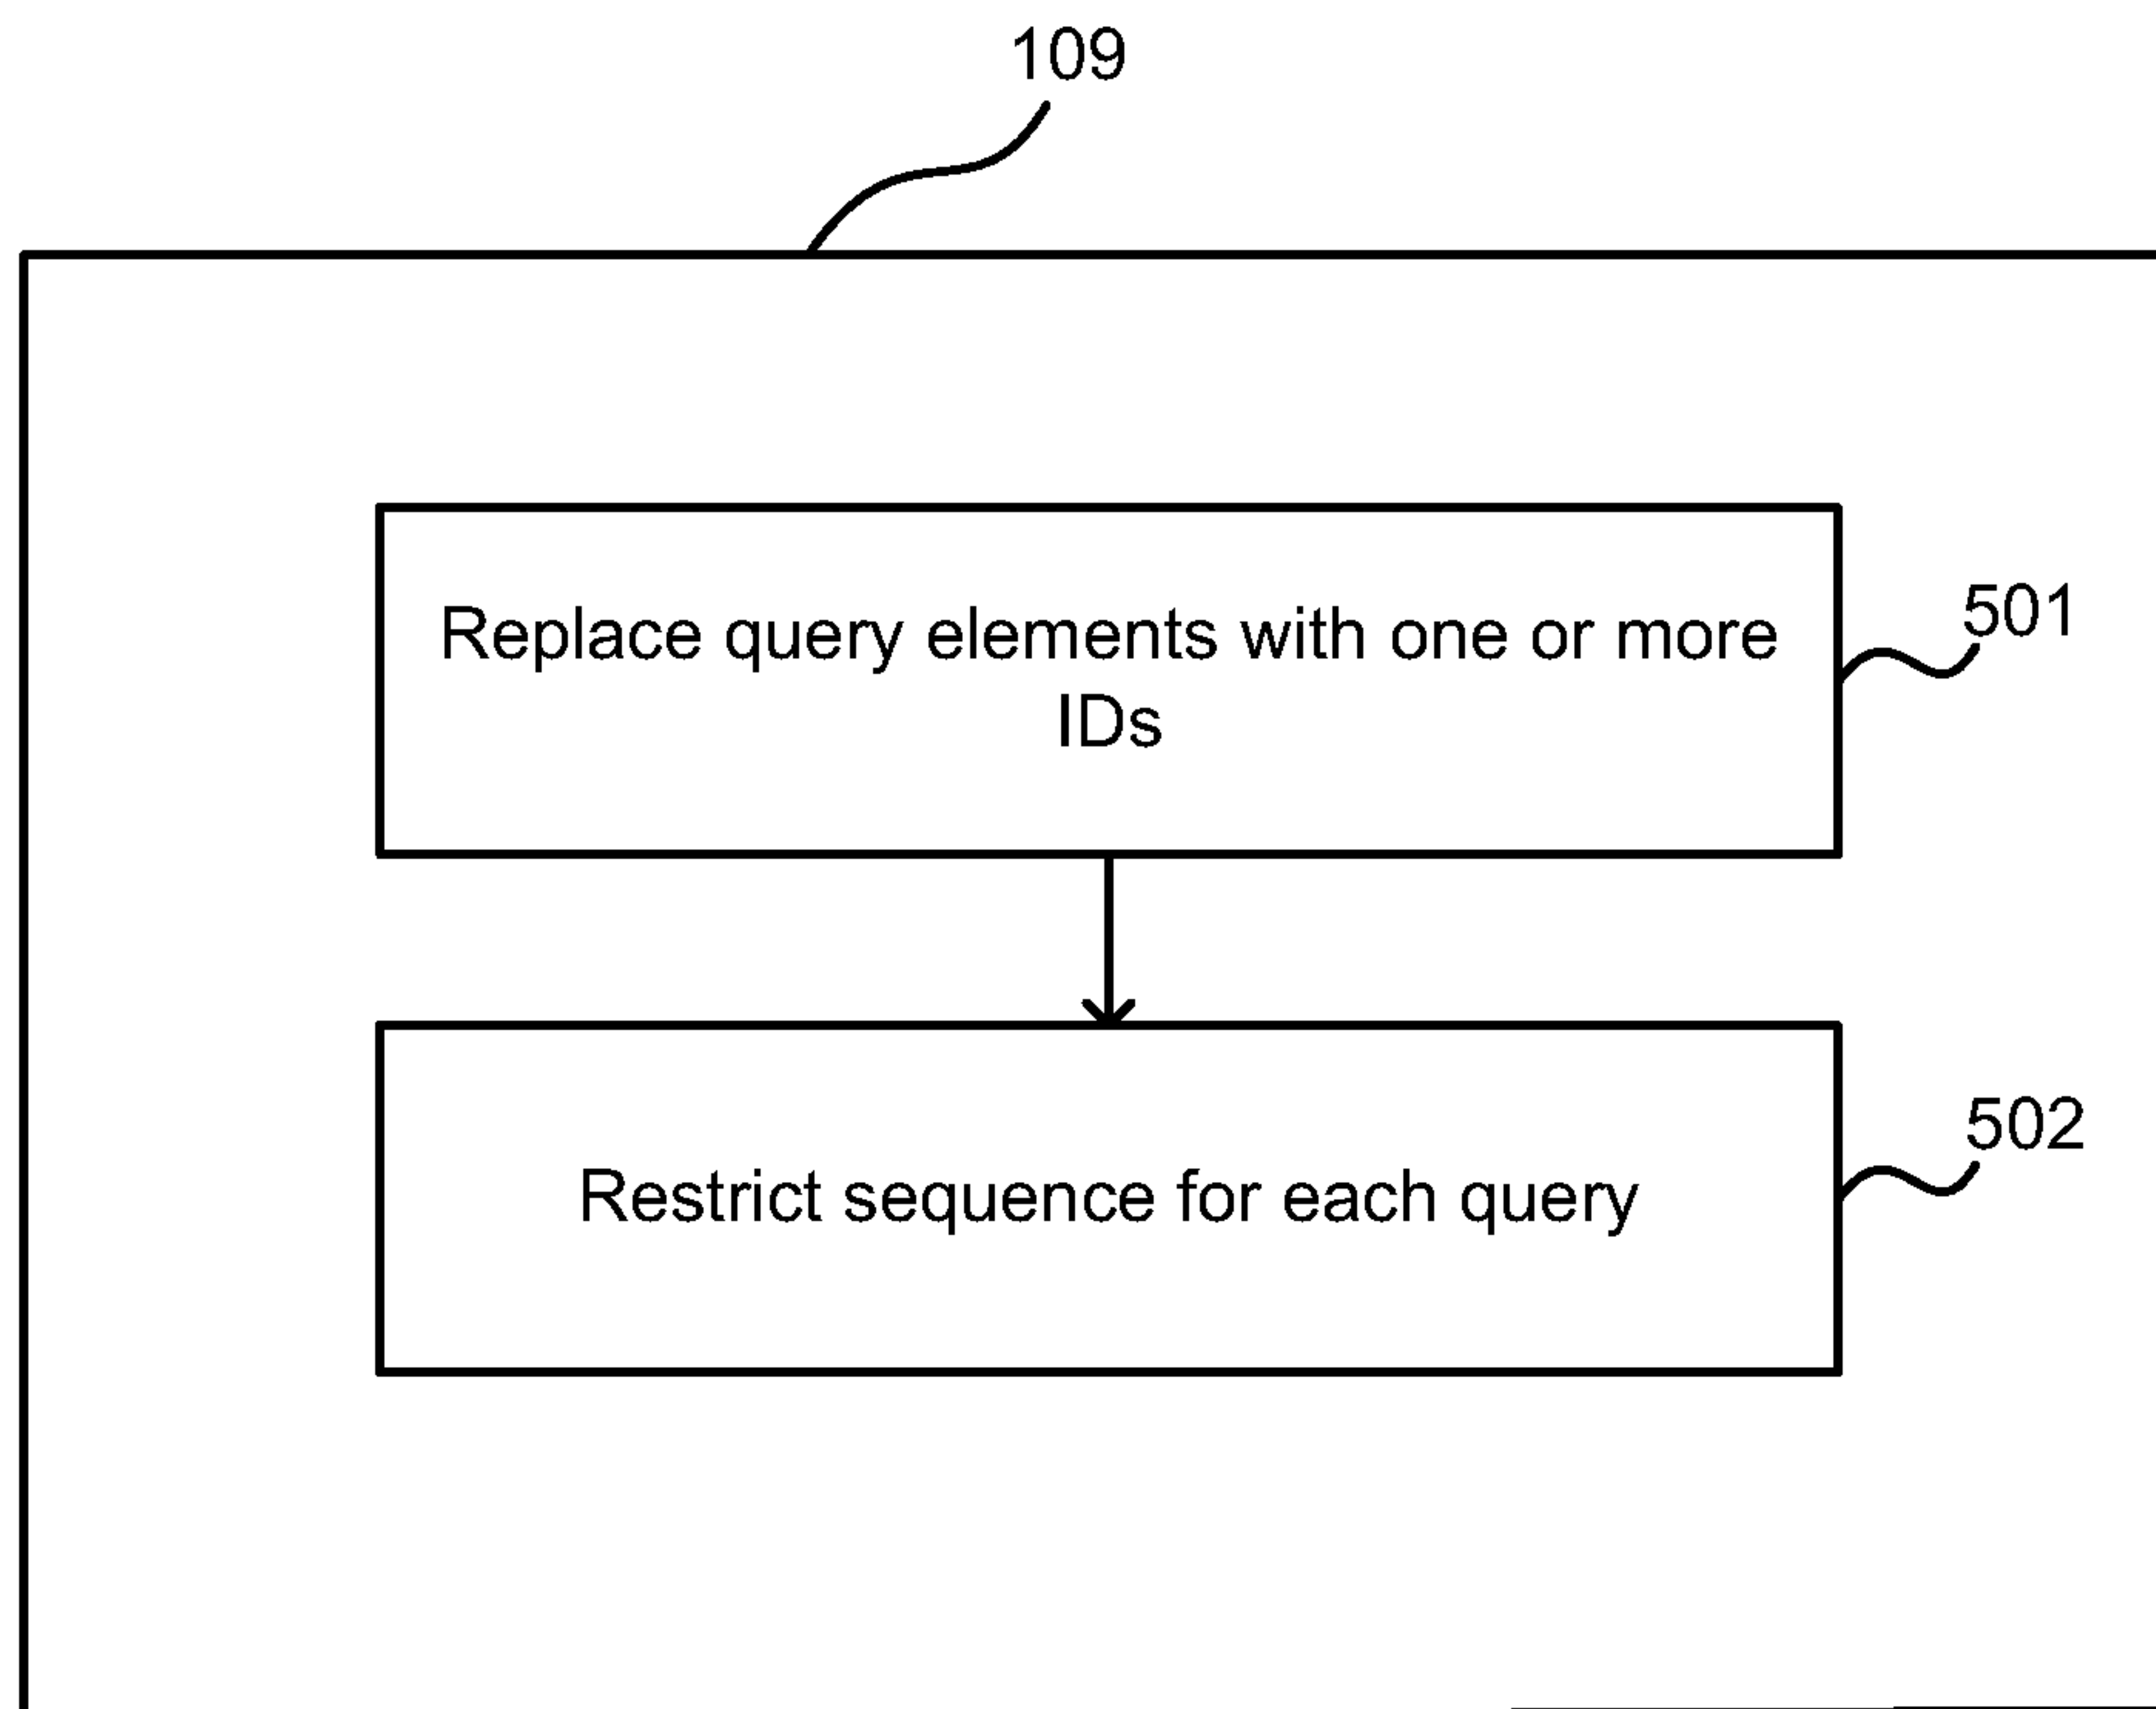 109
Replace query elements with one or more
IDs
501
Restrict sequence for each query
502